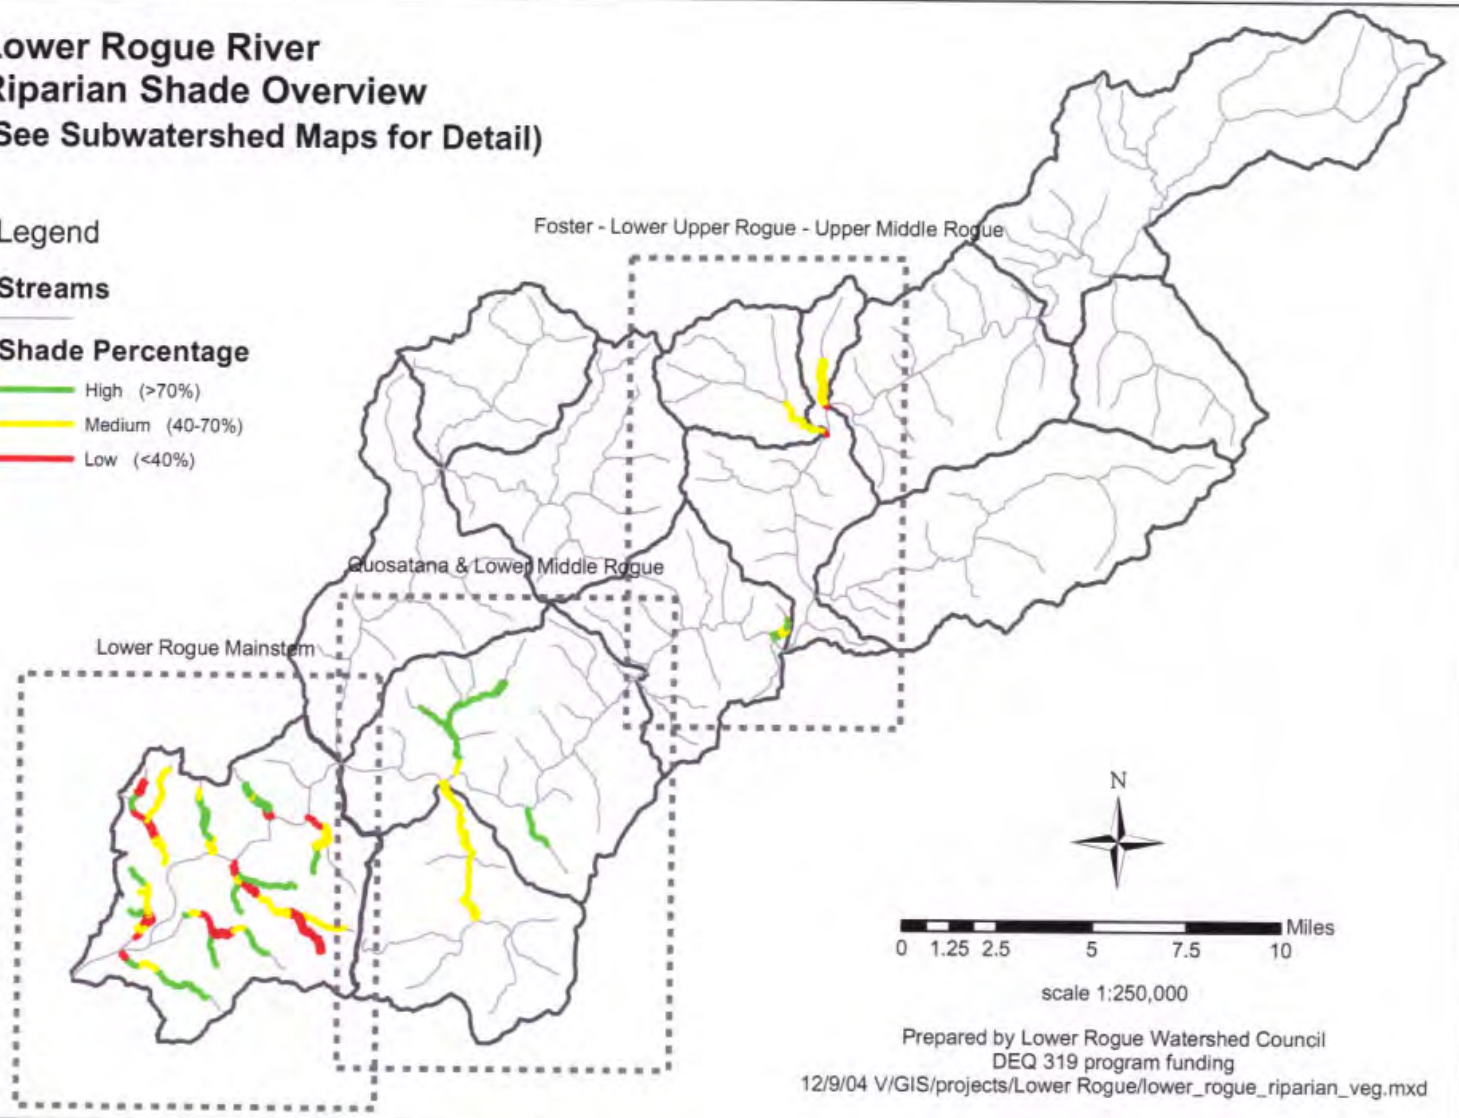 Lower Rogue River
Riparian Shade Overview
(See Subwatershed Maps for Detail)
Legend
Streams
Shade Percentage
High (>70%)
Medium (40-70%)
Low (<40%)
Foster - Lower Upper Rogue - Upper Middle Rogue
Quosatana & Lower Middle Rogue
Lower Rogue Mainstem
N
Miles
0 1.25 2.5 5 7.5 10
scale 1:250,000
Prepared by Lower Rogue Watershed Council
DEQ 319 program funding
12/9/04 V/GIS/projects/Lower Rogue/lower_rogue_riparian_veg.mxd